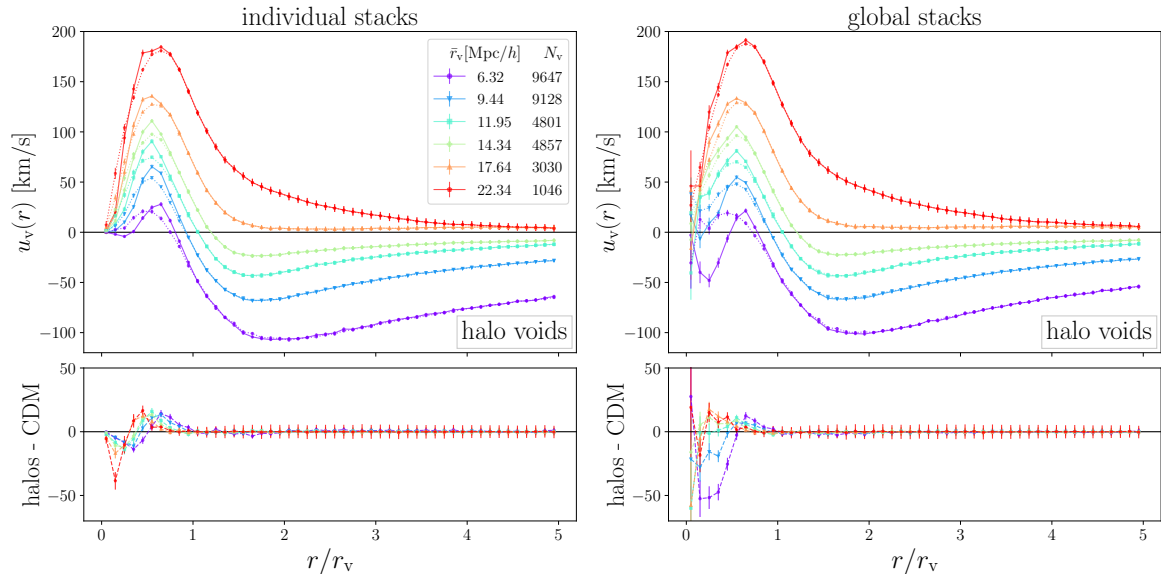 individual stacks
global stacks
200
150
100
50
0
−50
−100
u_v(r) [km/s]
r̄_v[Mpc/h] N_v
6.32 9647
9.44 9128
11.95 4801
14.34 4857
17.64 3030
22.34 1046
halo voids
200
150
100
50
0
−50
−100
u_v(r) [km/s]
halo voids
50
0
−50
halos - CDM
0 1 2 3 4 5
r/r_v
50
0
−50
halos - CDM
0 1 2 3 4 5
r/r_v